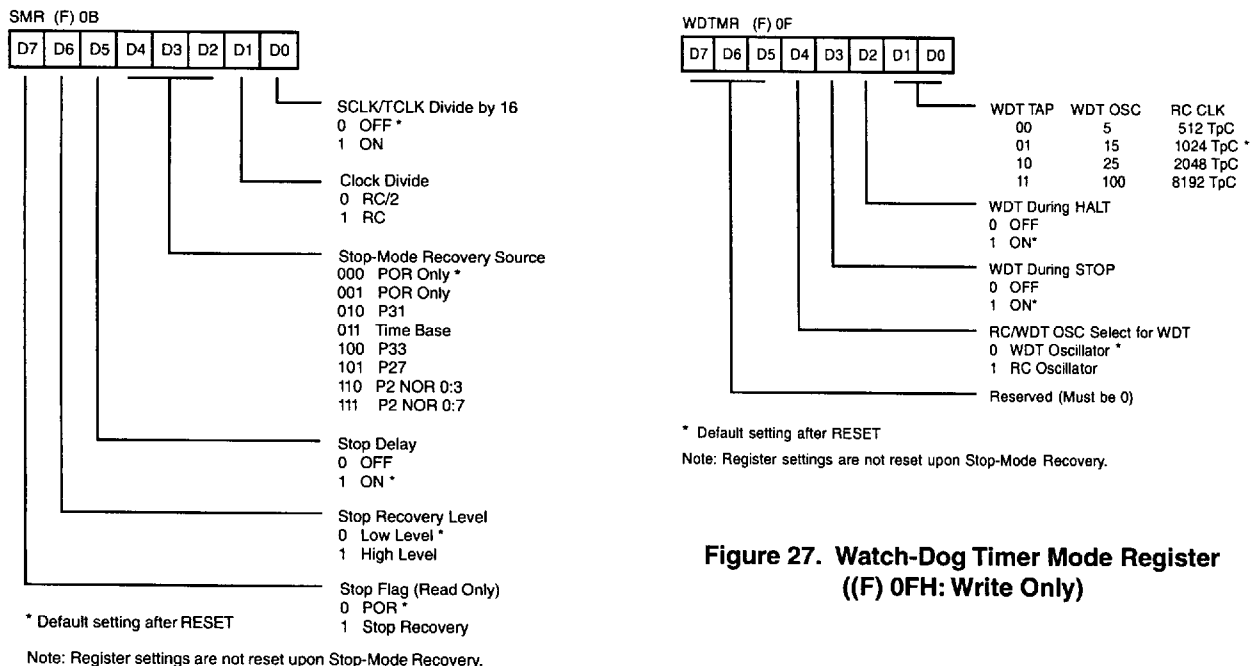 SMR (F) 0B
D7 D6 D5 D4 D3 D2 D1 D0
SCLK/TCLK Divide by 16
0 OFF *
1 ON
Clock Divide
0 RC/2
1 RC
Stop-Mode Recovery Source
000 POR Only *
001 POR Only
010 P31
011 Time Base
100 P33
101 P27
110 P2 NOR 0:3
111 P2 NOR 0:7
Stop Delay
0 OFF
1 ON *
Stop Recovery Level
0 Low Level *
1 High Level
Stop Flag (Read Only)
0 POR *
1 Stop Recovery
* Default setting after RESET
Note: Register settings are not reset upon Stop-Mode Recovery.
WDTMR (F) 0F
D7 D6 D5 D4 D3 D2 D1 D0
WDT TAP WDT OSC RC CLK
00 5 512 TpC
01 15 1024 TpC *
10 25 2048 TpC
11 100 8192 TpC
WDT During HALT
0 OFF
1 ON*
WDT During STOP
0 OFF
1 ON*
RC/WDT OSC Select for WDT
0 WDT Oscillator *
1 RC Oscillator
Reserved (Must be 0)
* Default setting after RESET
Note: Register settings are not reset upon Stop-Mode Recovery.
Figure 27. Watch-Dog Timer Mode Register
((F) 0FH: Write Only)